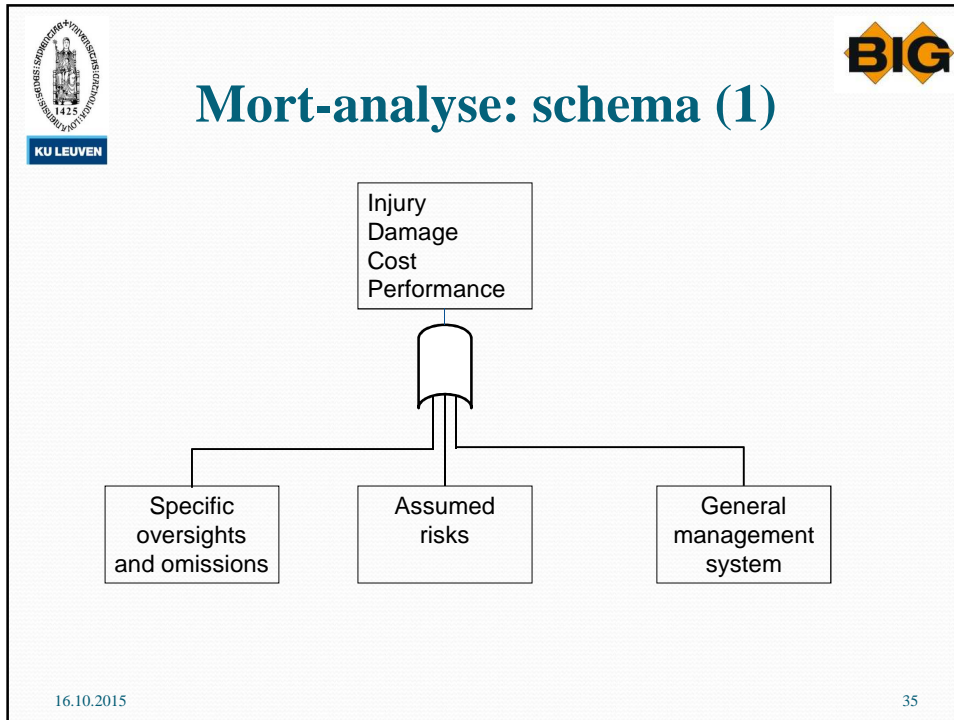 1425
KU LEUVEN
BIG
Mort-analyse: schema (1)
Injury
Damage
Cost
Performance
Specific
oversights
and omissions
Assumed
risks
General
management
system
16.10.2015
35